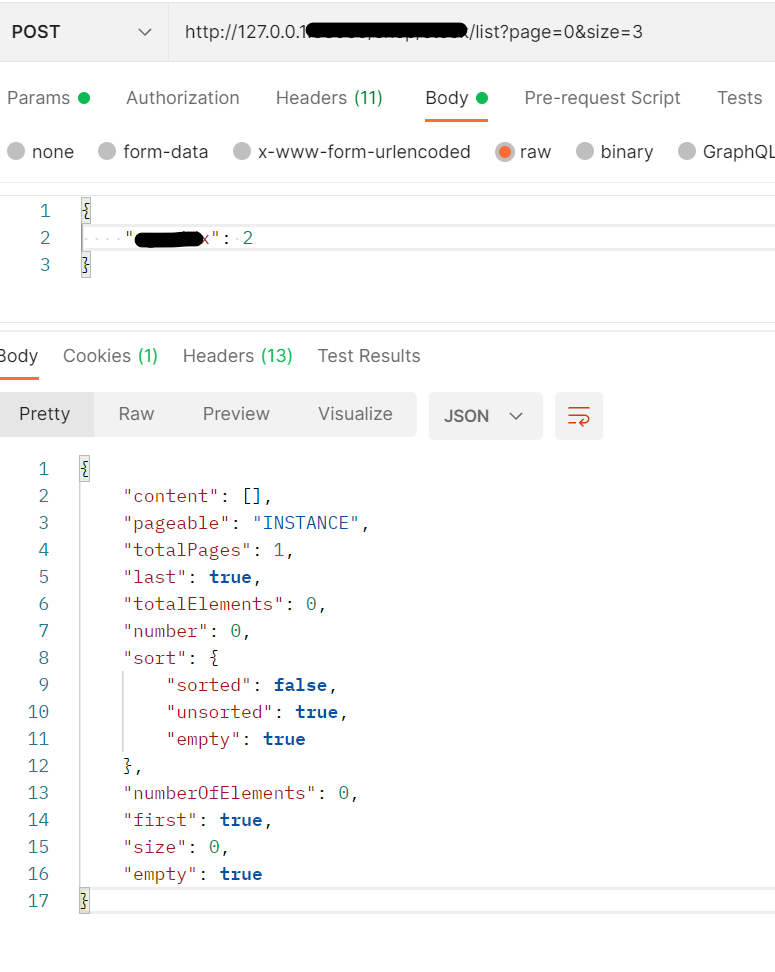 POST http://127.0.0.1 /list?page=0&size=3
Params Authorization Headers (11) Body Pre-request Script Tests
none form-data x-www-form-urlencoded raw binary GraphQL
1 {
2 " x": 2
3 }
Body Cookies (1) Headers (13) Test Results
Pretty Raw Preview Visualize JSON
1 {
2 "content": [],
3 "pageable": "INSTANCE",
4 "totalPages": 1,
5 "last": true,
6 "totalElements": 0,
7 "number": 0,
8 "sort": {
9 "sorted": false,
10 "unsorted": true,
11 "empty": true
12 },
13 "numberOfElements": 0,
14 "first": true,
15 "size": 0,
16 "empty": true
17 }